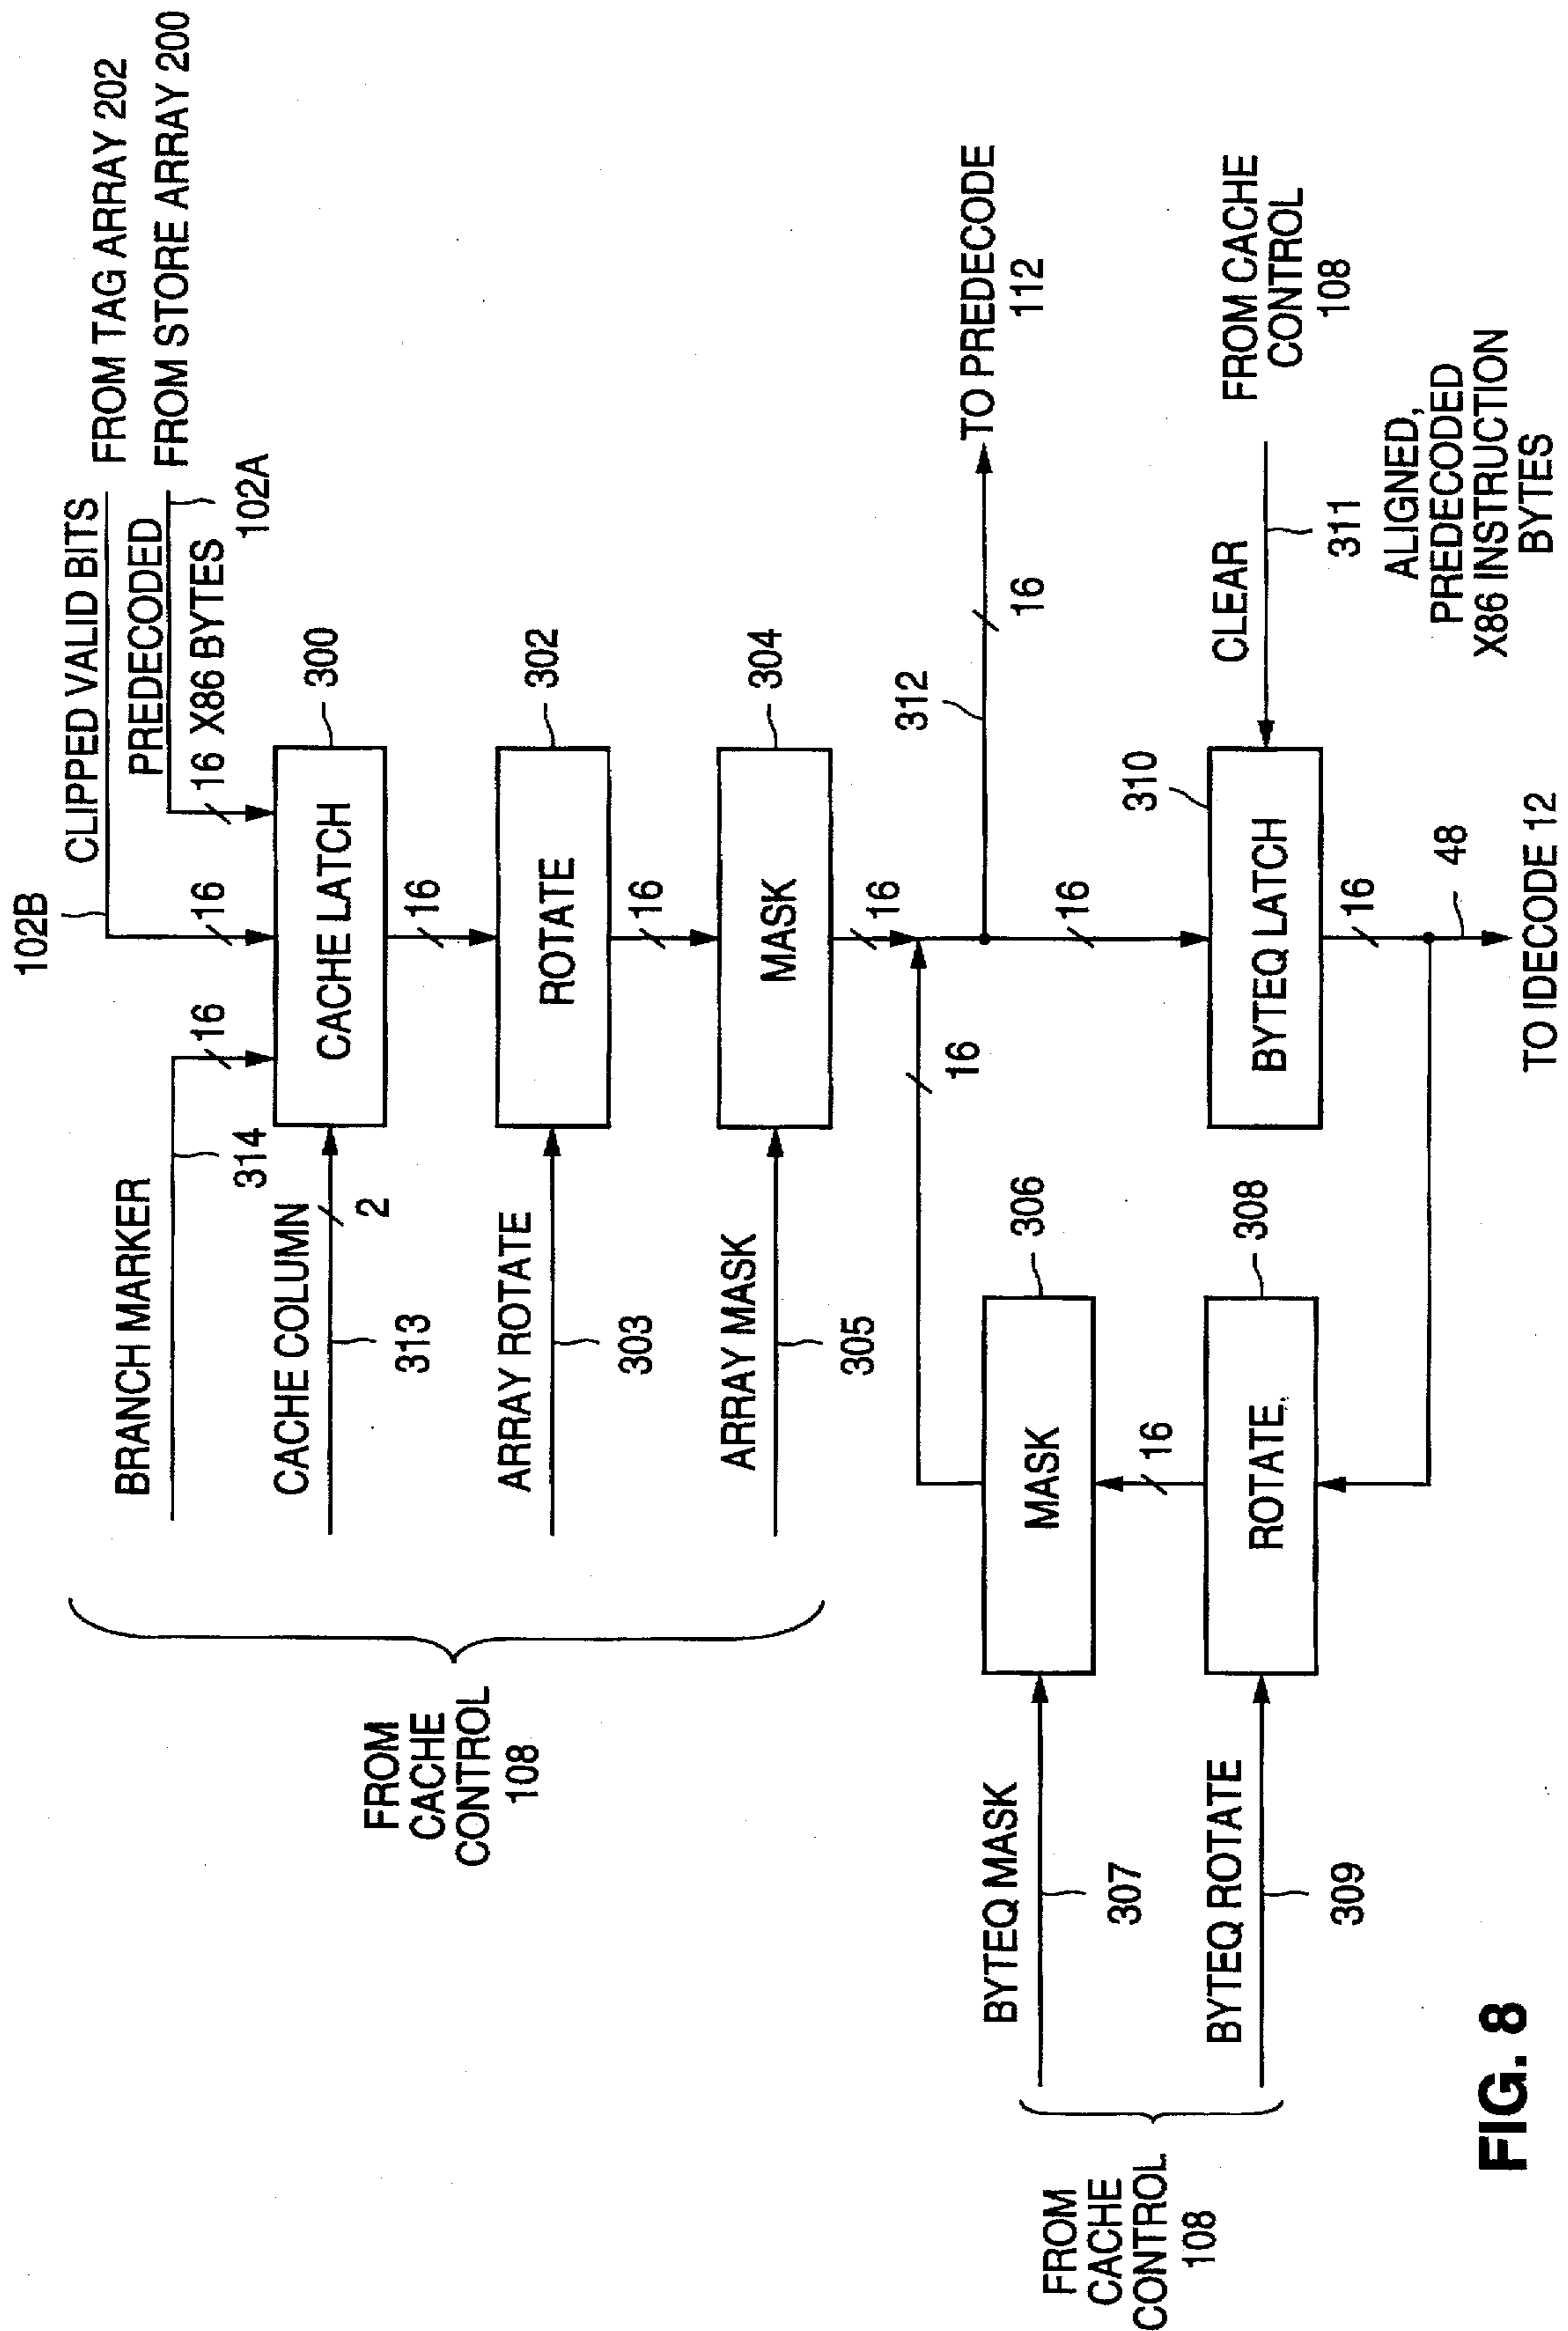 102B
CLIPPED VALID BITS
FROM TAG ARRAY 202
PREDECODED
FROM STORE ARRAY 200
16 X86 BYTES
102A
BRANCH MARKER
314
16
16
CACHE COLUMN
2
313
CACHE LATCH
300
16
ARRAY ROTATE
303
ROTATE
302
16
ARRAY MASK
305
MASK
304
FROM
CACHE
CONTROL
108
16
16
312
16
TO PREDECODE
112
BYTEQ MASK
307
MASK
306
16
16
BYTEQ ROTATE
309
ROTATE
308
FROM
CACHE
CONTROL
108
BYTEQ LATCH
310
CLEAR
311
FROM CACHE
CONTROL
108
16
48
TO IDECODE 12
ALIGNED,
PREDECODED
X86 INSTRUCTION
BYTES
FIG. 8